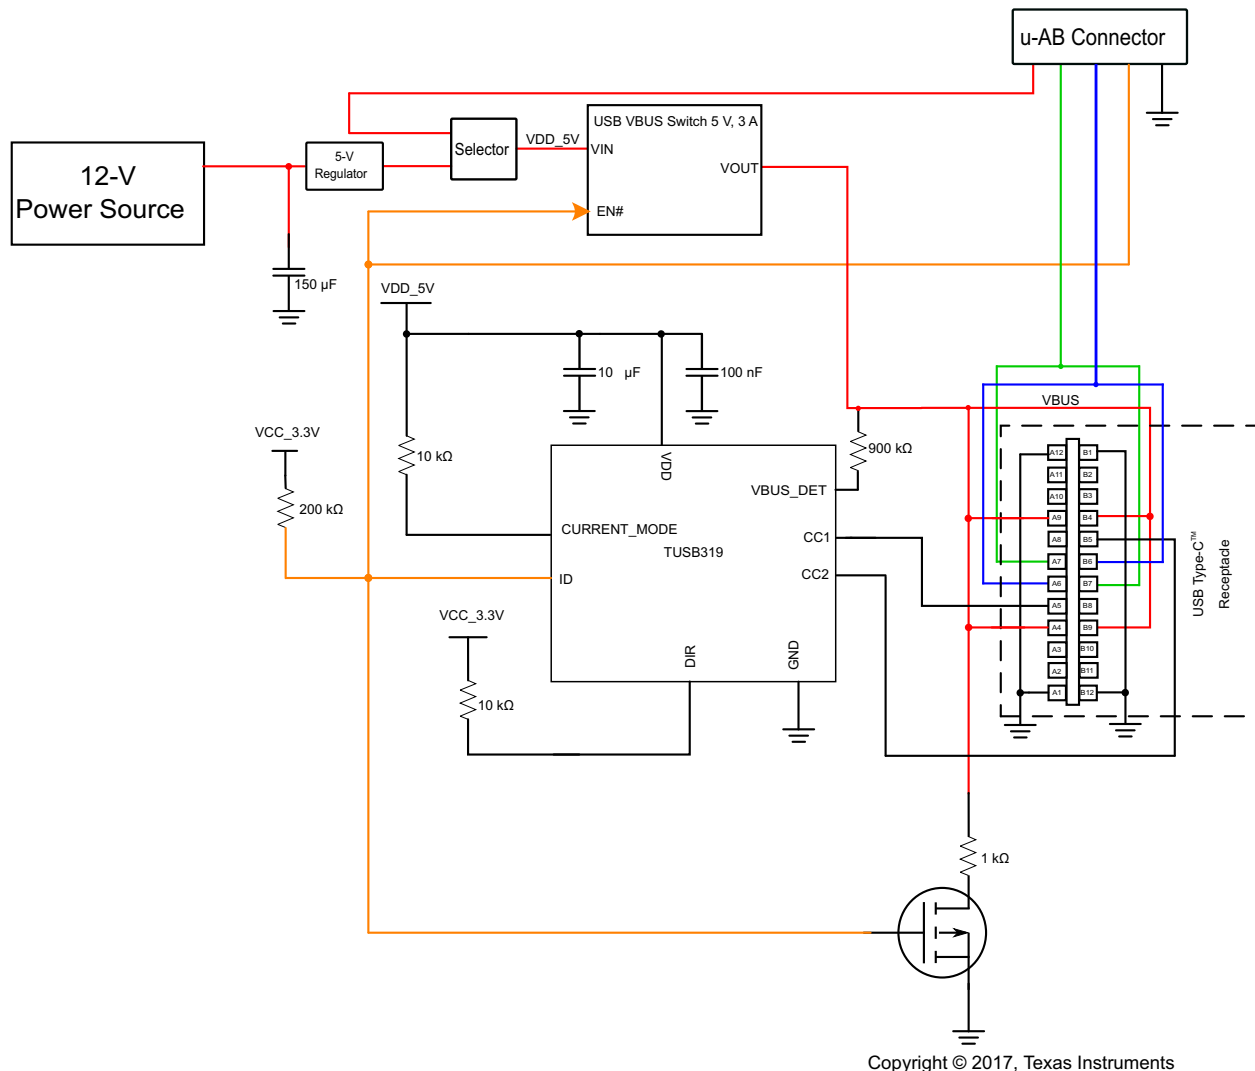 u-AB Connector
12-V
Power Source
5-V
Regulator
Selector
VDD_5V
USB VBUS Switch 5 V, 3 A
VIN
VOUT
EN#
150 µF
VDD_5V
10 µF
100 nF
VCC_3.3V
10 kΩ
200 kΩ
VBUS
900 kΩ
VDD
VBUS_DET
CURRENT_MODE
TUSB319
CC1
CC2
ID
DIR
GND
VCC_3.3V
10 kΩ
A12
B1
A11
B2
A10
B3
A9
B4
A8
B5
A7
B6
A6
B7
A5
B8
A4
B9
A3
B10
A2
B11
A1
B12
USB Type-C™
Receptade
1 kΩ
Copyright © 2017, Texas Instruments